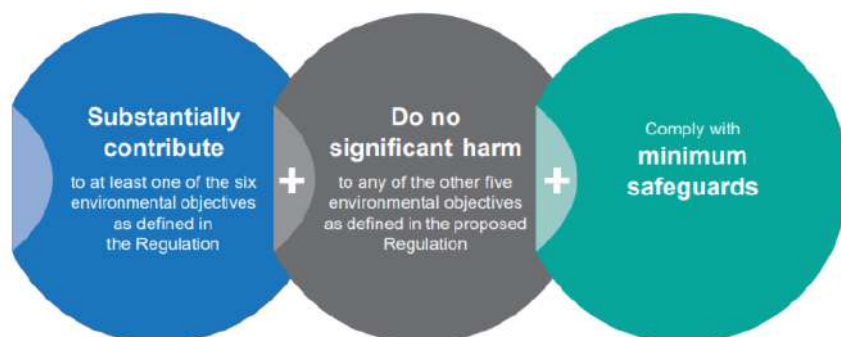 Substantially
contribute
to at least one of the six
environmental objectives
as defined in
the Regulation
+
Do no
significant harm
to any of the other five
environmental objectives
as defined in the proposed
Regulation
+
Comply with
minimum
safeguards